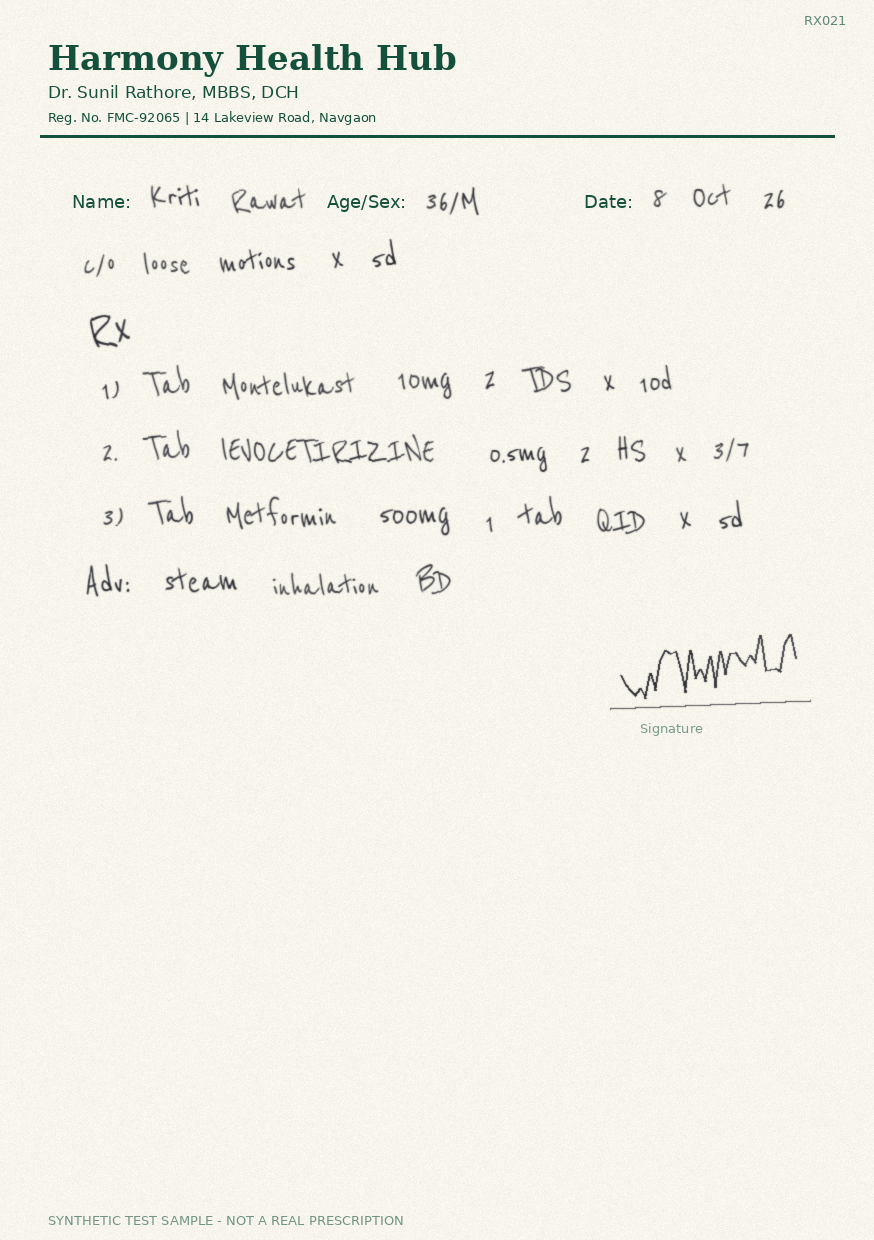 RX021
Harmony Health Hub
Dr. Sunil Rathore, MBBS, DCH
Reg. No. FMC-92065 | 14 Lakeview Road, Navgaon
Name: Kriti Rawat Age/Sex: 36/M Date: 8 Oct 26
c/o loose motions x 5d
Rx
1) Tab Montelukast 10mg 2 TDS x 10d
2. Tab lEVOCETIRIZINE 0.5mg 2 HS x 3/7
3) Tab Metformin 500mg 1 tab QID x 5d
Adv: steam inhalation BD
Signature
SYNTHETIC TEST SAMPLE - NOT A REAL PRESCRIPTION